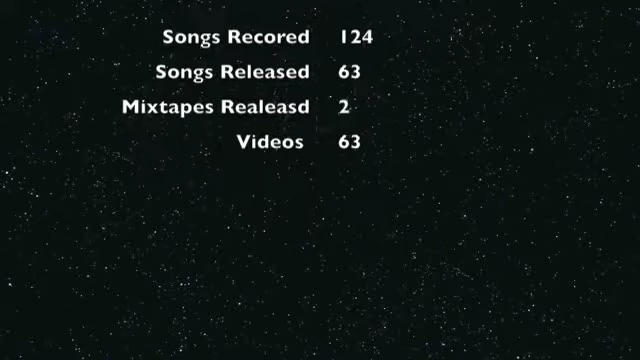 Songs Recored 124
Songs Released 63
Mixtapes Realeasd 2
Videos 63